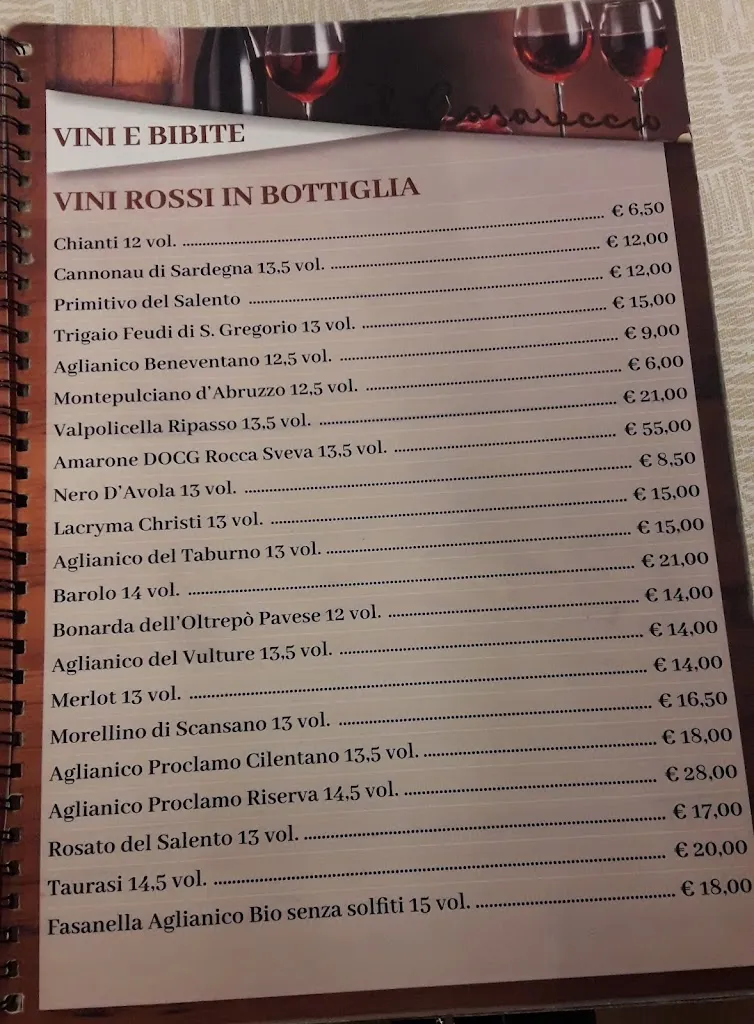 Casareccio
VINI E BIBITE
VINI ROSSI IN BOTTIGLIA
Chianti 12 vol. ........ € 6,50
Cannonau di Sardegna 13,5 vol. ........ € 12,00
Primitivo del Salento ........ € 12,00
Trigaio Feudi di S. Gregorio 13 vol. ........ € 15,00
Aglianico Beneventano 12,5 vol. ........ € 9,00
Montepulciano d'Abruzzo 12,5 vol. ........ € 6,00
Valpolicella Ripasso 13,5 vol. ........ € 21,00
Amarone DOCG Rocca Sveva 13,5 vol. ........ € 55,00
Nero D'Avola 13 vol. ........ € 8,50
Lacryma Christi 13 vol. ........ € 15,00
Aglianico del Taburno 13 vol. ........ € 15,00
Barolo 14 vol. ........ € 21,00
Bonarda dell'Oltrepò Pavese 12 vol. ........ € 14,00
Aglianico del Vulture 13,5 vol. ........ € 14,00
Merlot 13 vol. ........ € 14,00
Morellino di Scansano 13 vol. ........ € 16,50
Aglianico Proclamo Cilentano 13,5 vol. ........ € 18,00
Aglianico Proclamo Riserva 14,5 vol. ........ € 28,00
Rosato del Salento 13 vol. ........ € 17,00
Taurasi 14,5 vol. ........ € 20,00
Fasanella Aglianico Bio senza solfiti 15 vol. ........ € 18,00